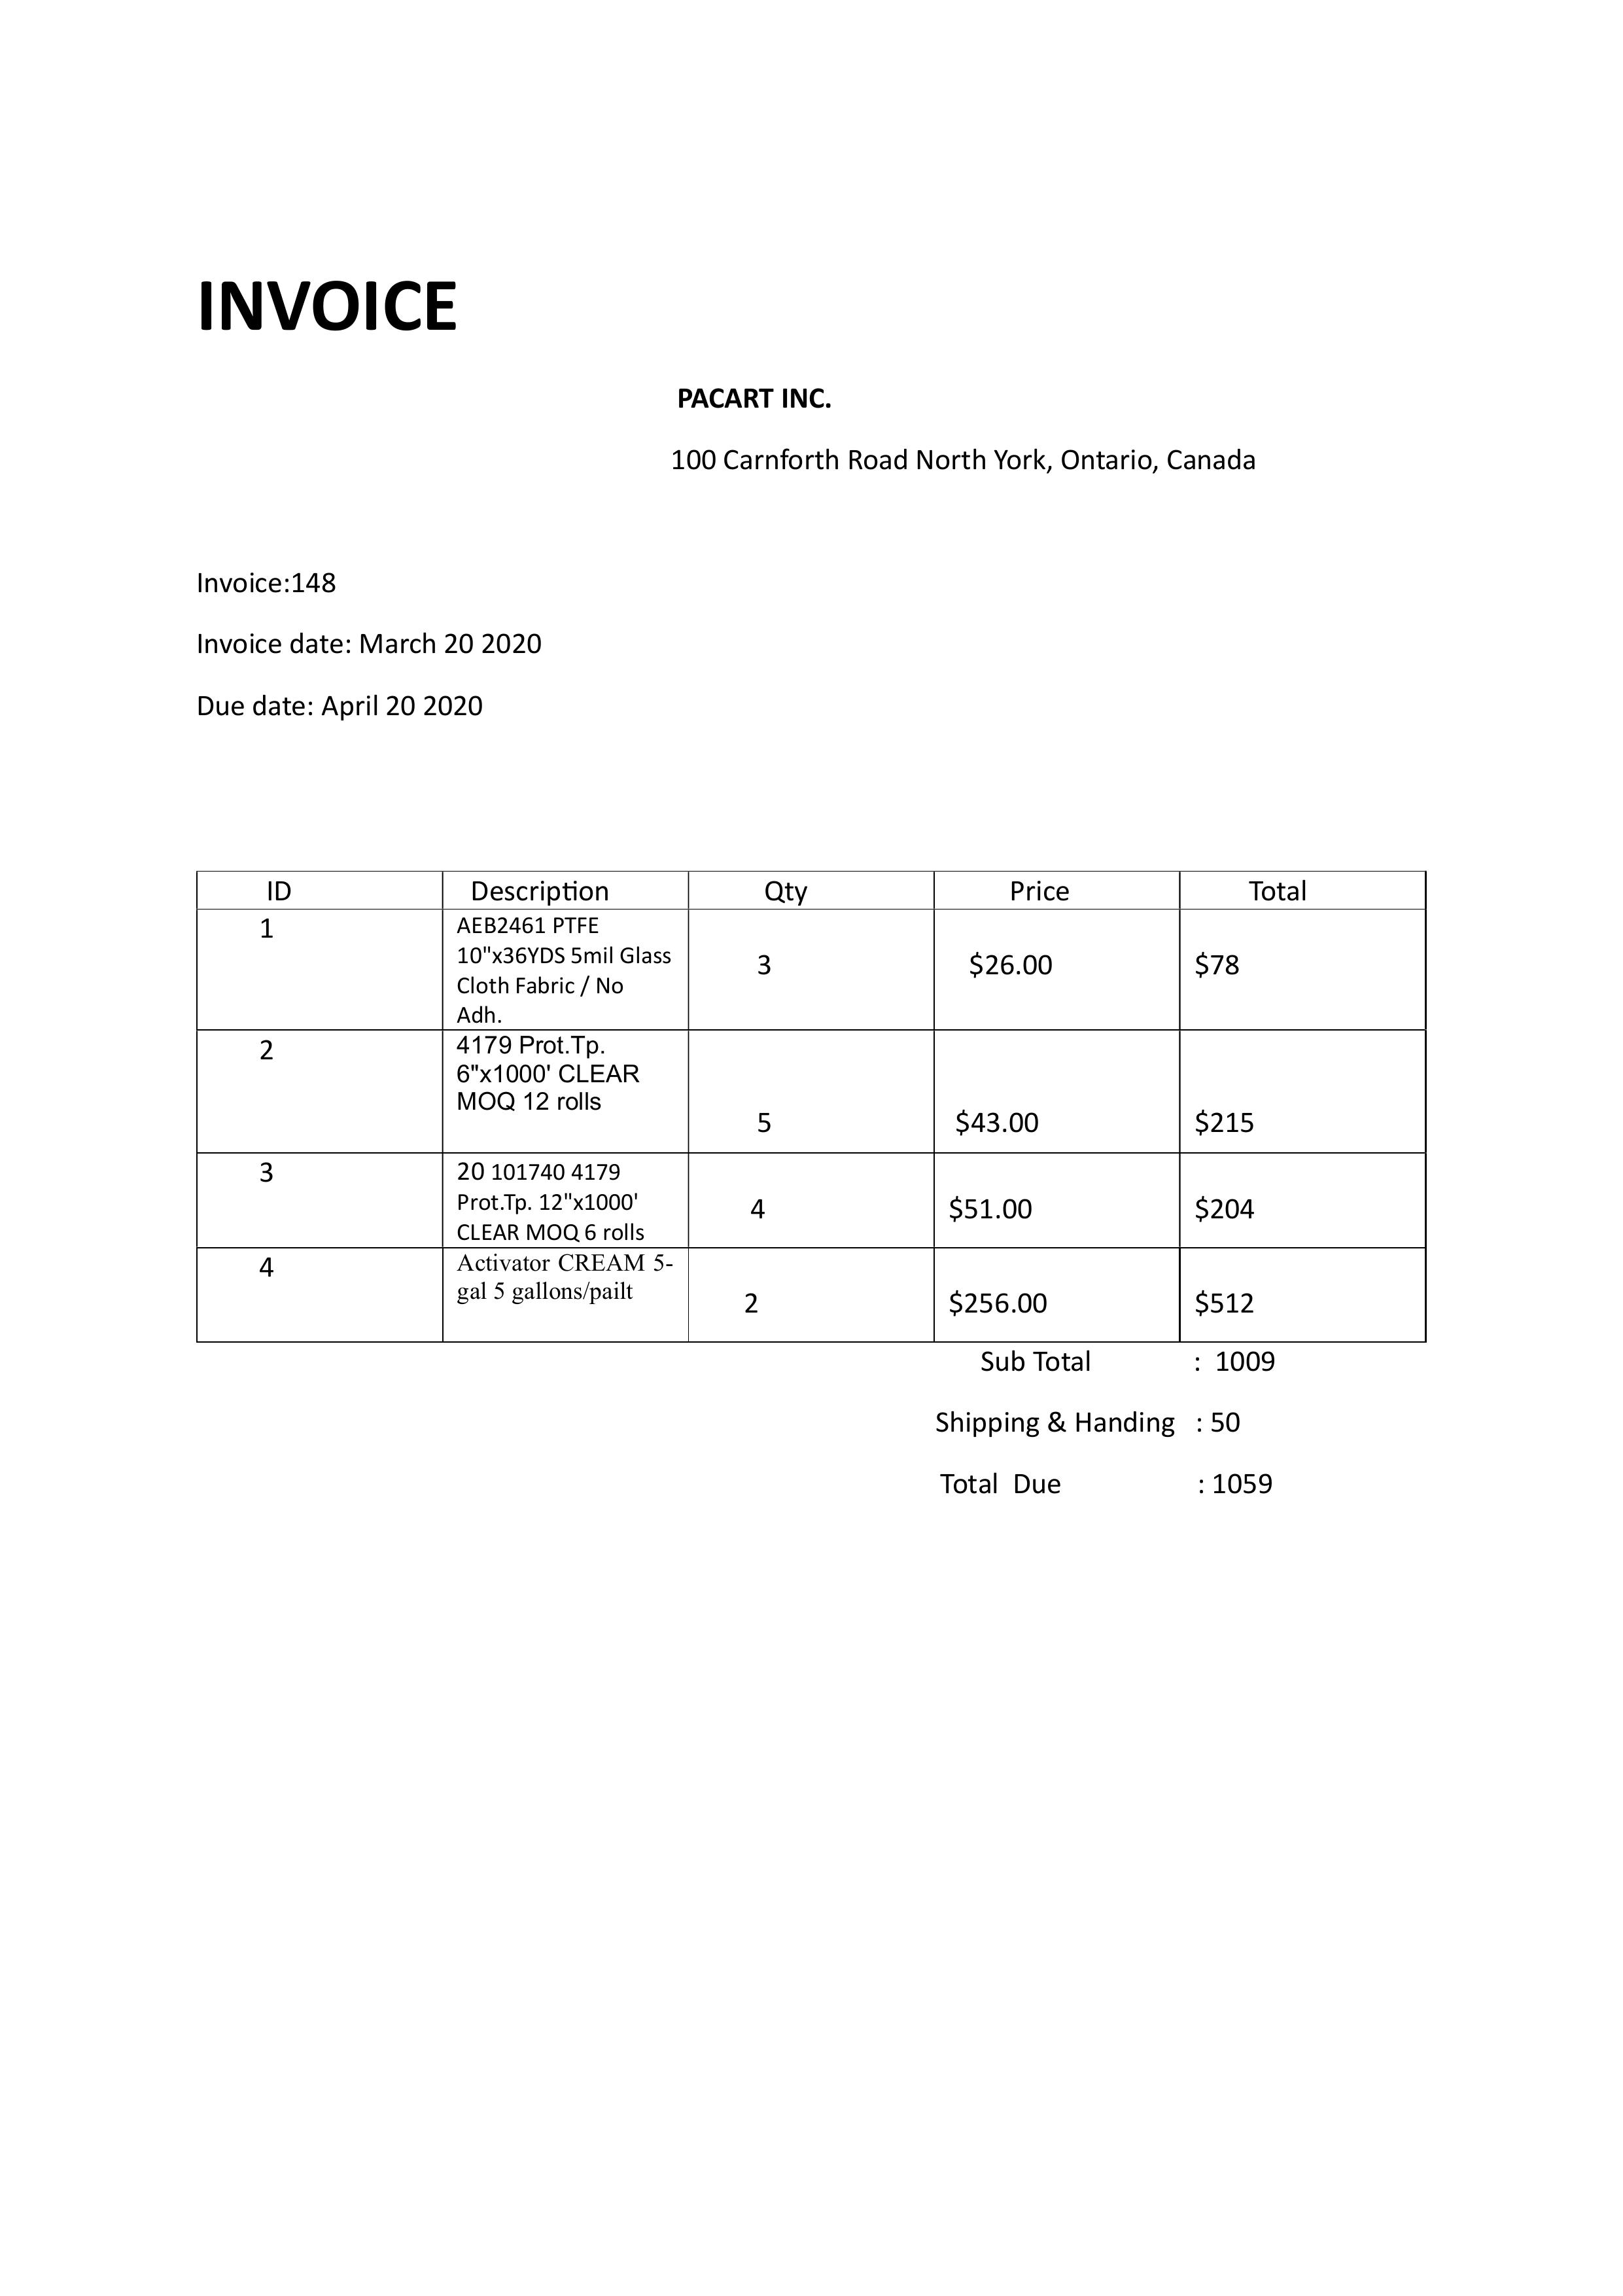 INVOICE
PACART INC.
100 Carnforth Road North York, Ontario, Canada
Invoice:148
Invoice date: March 20 2020
Due date: April 20 2020
ID Description Qty Price Total
1 AEB2461 PTFE
10"x36YDS 5mil Glass
Cloth Fabric / No
Adh.
3 $26.00 $78
2 4179 Prot.Tp.
6"x1000' CLEAR
MOQ 12 rolls
5 $43.00 $215
3 20 101740 4179
Prot.Tp. 12"x1000'
CLEAR MOQ 6 rolls
4 $51.00 $204
4 Activator CREAM 5-
gal 5 gallons/pailt
2 $256.00 $512
Sub Total : 1009
Shipping & Handing : 50
Total Due : 1059